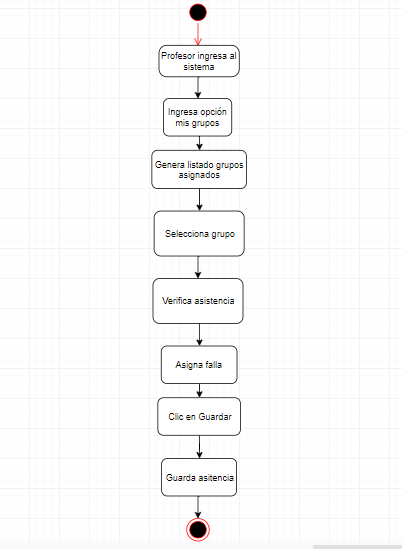 Profesor ingresa al
sistema
Ingresa opción
mis grupos
Genera listado grupos
asignados
Selecciona grupo
Verifica asistencia
Asigna falla
Clic en Guardar
Guarda asitencia